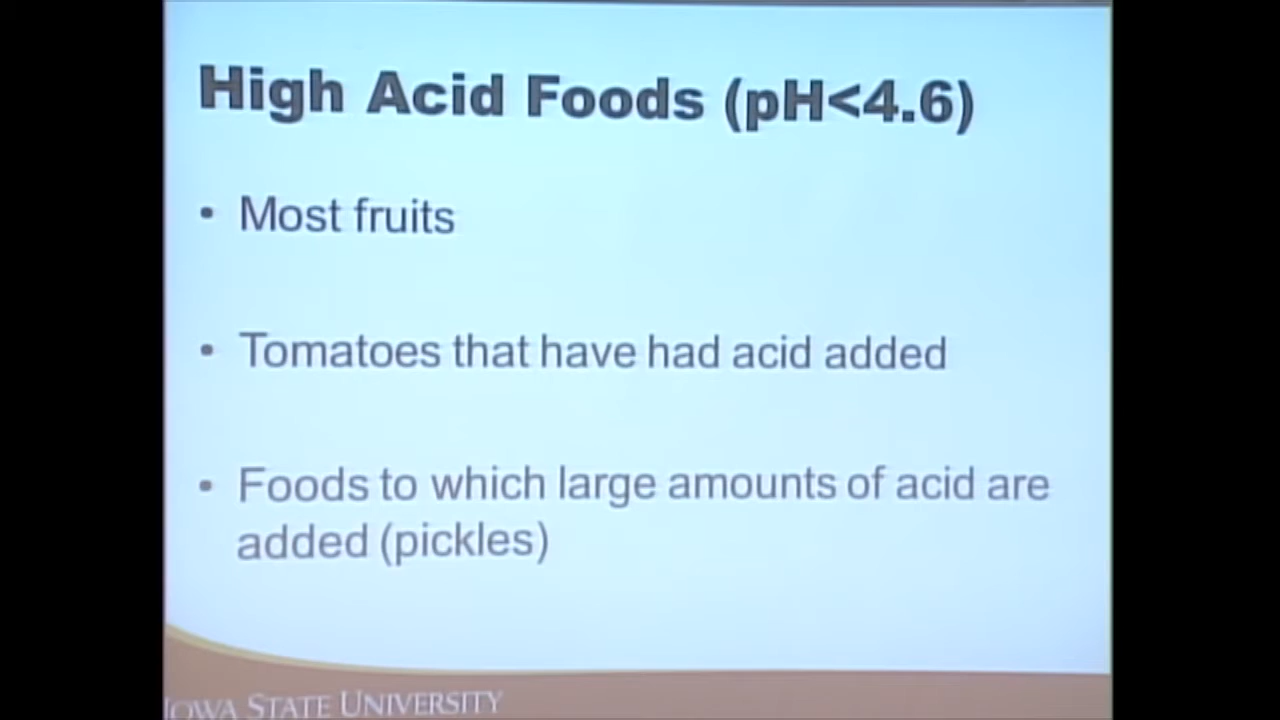 High Acid Foods (pH<4.6)
• Most fruits
• Tomatoes that have had acid added
• Foods to which large amounts of acid are
added (pickles)
IOWA STATE UNIVERSITY